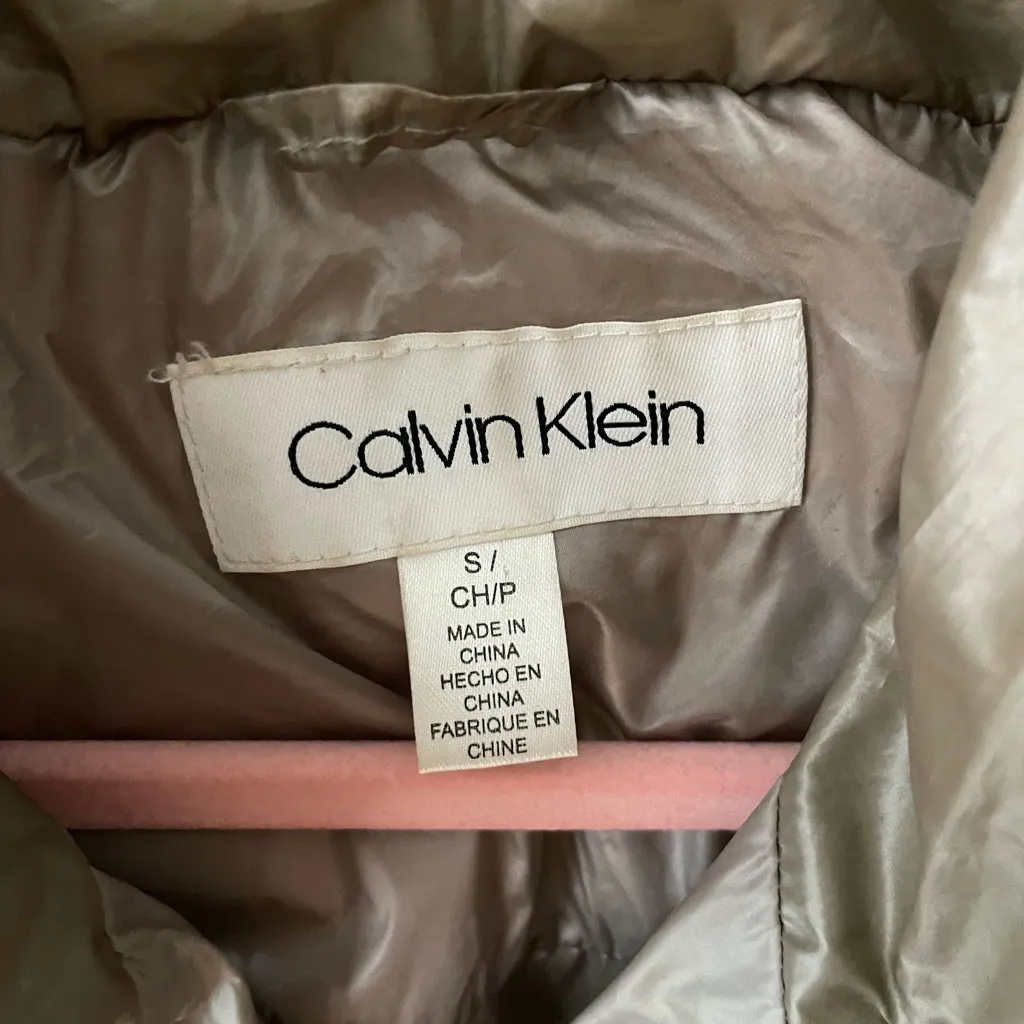 Calvin Klein
S /
CH/P
MADE IN
CHINA
HECHO EN
CHINA
FABRIQUE EN
CHINE